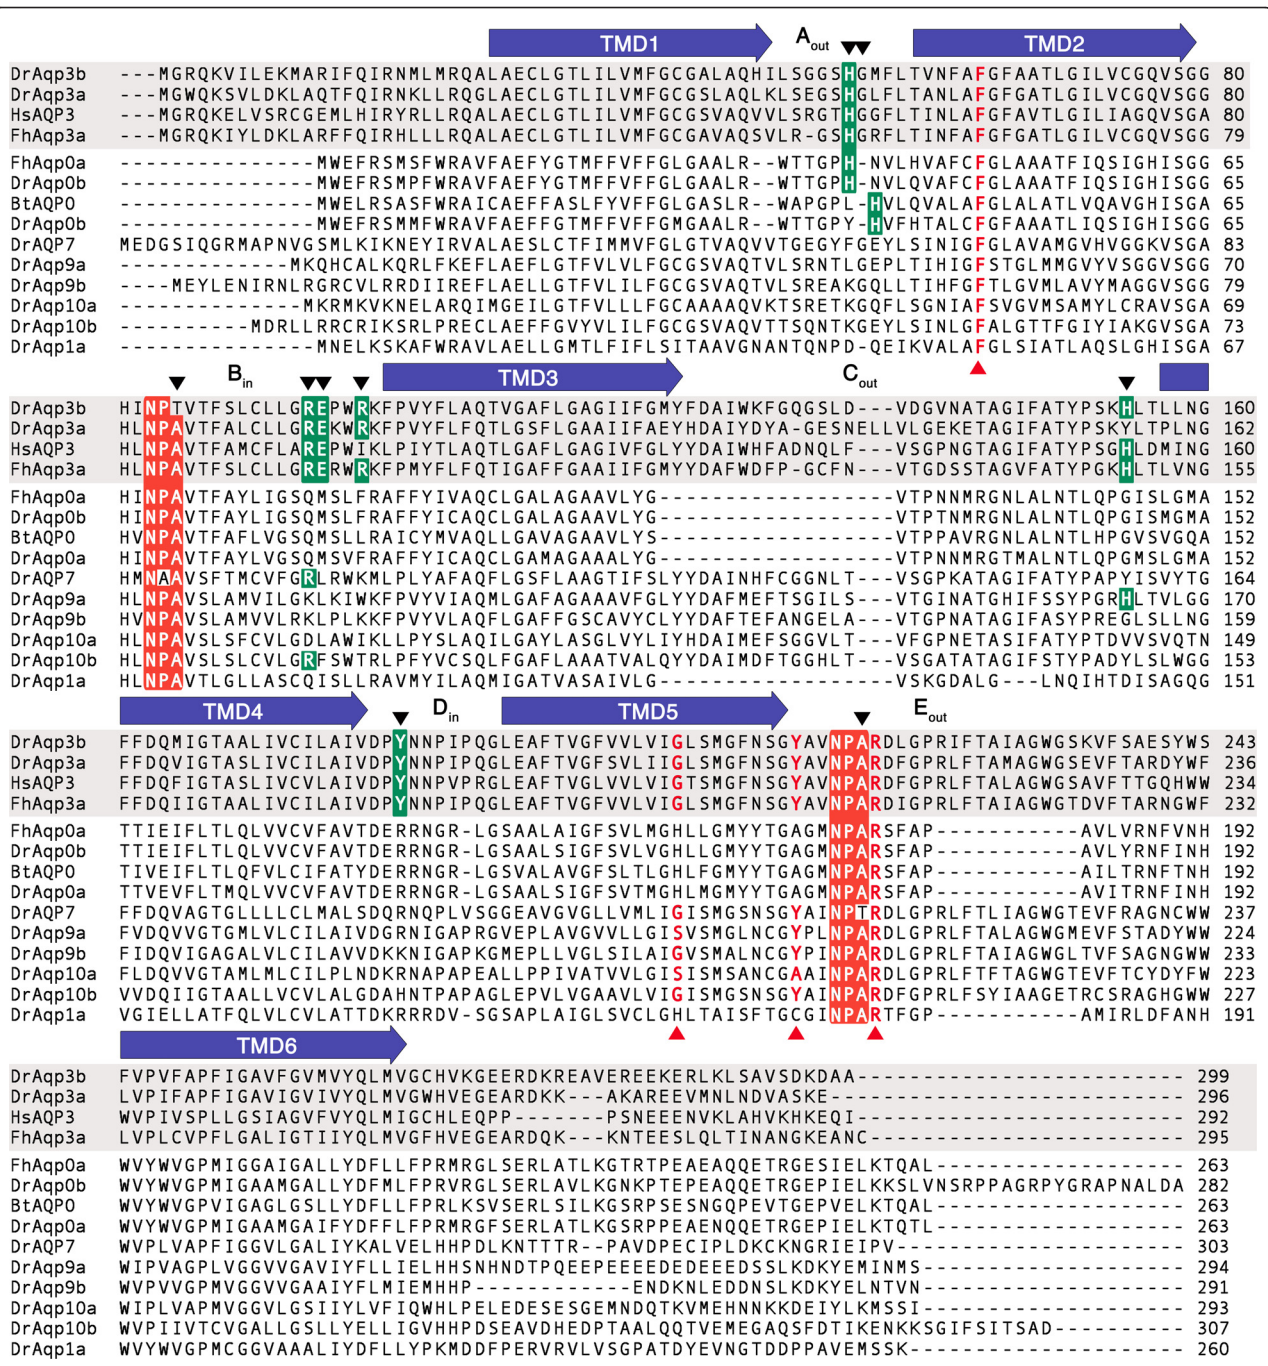 TMD1 Aout TMD2
DrAqp3b ---MGRQKVILEKMARIFQIRNMLMRQALAECLGTLILVMFGCGALAQHILSGGSHGMFLTVNFAFGFAATLGILVCGQVSGG 80
DrAqp3a ---MGWQKSVLDKLAQTFQIRNKLLRQGLAECLGTLILVMFGCGSLAQLKLSEGSHGLFLTANLAFGFGATLGILVCGQVSGG 80
HsAQP3 ---MGRQKELVSRCGEMLHIRYRLLRQALAECLGTLILVMFGCGSVAQVVLSRGTHGGFLTINLAFGFAVTLGILIAGQVSGA 80
FhAqp3a ---MGRQKIYLDKLARFFQIRHLLLRQALAECLGTLILVMFGCGAVAQSVLR-GSHGRFLTINFAFGFGATLGILVCGQVSGA 79
FhAqp0a ---------------MWEFRSMSFWRAVFAEFYGTMFFVFFGLGAALR--WTTGPH-NVLHVAFCFGLAAATFIQSIGHISGG 65
DrAqp0b ---------------MWEFRSMPFWRAVFAEFYGTMFFVFFGLGAALR--WTTGPH-NVLQVAFCFGLAAATFIQSIGHISGG 65
BtAQP0 ---------------MWELRSASFWRAICAEFFASLFYVFFGLGASLR--WAPGPL-HVLQVALAFGLALATLVQAVGHISGG 65
DrAqp0b ---------------MWEFRSMSFWRAVFAEFFGTMFFVFFGMGAALR--WTTGPY-HVFHTALCFGFAAATLIQSIGHISGG 65
DrAQP7 MEDGSIQGRMAPNVGSMLKIKNEYIRVALAESLCTFIMMVFGLGTVAQVVTGEGYFGEYLSINIGFGLAVAMGVHVGGKVSGA 83
DrAqp9a -------------MKQHCALKQRLFKEFLAEFLGTFVLVLFGCGSVAQTVLSRNTLGEPLTIHIGFSTGLMMGVYVSGGVSGG 70
DrAqp9b ----MEYLENIRNLRGRCVLRRDIIREFLAELLGTFVLILFGCGSVAQTVLSREAKGQLLTIHFGFTLGVMLAVYMAGGVSGG 79
DrAqp10a --------------MKRMKVKNELARQIMGEILGTFVLLLFGCAAAAQVKTSRETKGQFLSGNIAFSVGVMSAMYLCRAVSGA 69
DrAqp10b ----------MDRLLRRCRIKSRLPRECLAEFFGVYVLILFGCGSVAQVTTSQNTKGEYLSINLGFALGTTFGIYIAKGVSGA 73
DrAqp1a ---------------MNELKSKAFWRAVLAELLGMTLFIFLSITAAVGNANTQNPD-QEIKVALAFGLSIATLAQSLGHISGA 67
Bin TMD3 Cout
DrAqp3b HINPTVTFSLCLLGREPWRKFPVYFLAQTVGAFLGAGIIFGMYFDAIWKFGQGSLD---VDGVNATAGIFATYPSKHLTLLNG 160
DrAqp3a HLNPAVTFALCLLGREKWRKFPVYFLFQTLGSFLGAAIIFAEYHDAIYDYA-GESNELLVLGEKETAGIFATYPSKYLTPLNG 162
HsAQP3 HLNPAVTFAMCFLAREPWIKLPIYTLAQTLGAFLGAGIVFGLYYDAIWHFADNQLF---VSGPNGTAGIFATYPSGHLDMING 160
FhAqp3a HLNPAVTFSLCLLGRERWRKFPMYFLFQTIGAFFGAAIIFGMYYDAFWDFP-GCFN---VTGDSSTAGVFATYPGKHLTLVNG 155
FhAqp0a HINPAVTFAYLIGSQMSLFRAFFYIVAQCLGALAGAAVLYG------------------VTPNNMRGNLALNTLQPGISLGMA 152
DrAqp0b HINPAVTFAYLIGSQMSLFRAFFYICAQCLGALAGAAVLYG------------------VTPTNMRGNLALNTLQPGISMGMA 152
BtAQP0 HVNPAVTFAFLVGSQMSLLRAICYMVAQLLGAVAGAAVLYS------------------VTPPAVRGNLALNTLHPGVSVGQA 152
DrAqp0a HINPAVTFAYLVGSQMSVFRAFFYICAQCLGAMAGAAALYG------------------VTPNNMRGTMALNTLQPGMSLGMA 152
DrAQP7 HMNAAVSFTMCVFGRLRWKMLPLYAFAQFLGSFLAAGTIFSLYYDAINHFCGGNLT---VSGPKATAGIFATYPAPYISVYTG 164
DrAqp9a HLNPAVSLAMVILGKLKIWKFPVYVIAQMLGAFAGAAAVFGLYYDAFMEFTSGILS---VTGINATGHIFSSYPGRHLTVLGG 170
DrAqp9b HVNPAVSLAMVVLRKLPLKKFPVYVLAQFLGAFFGSCAVYCLYYDAFTEFANGELA---VTGPNATAGIFASYPREGLSLLNG 159
DrAqp10a HLNPAVSLSFCVLGDLAWIKLLPYSLAQILGAYLASGLVYLIYHDAIMEFSGGVLT---VFGPNETASIFATYPTDVVSVQTN 149
DrAqp10b HLNPAVSLSLCVLGRFSWTRLPFYVCSQLFGAFLAAATVALQYYDAIMDFTGGHLT---VSGATATAGIFSTYPADYLSLWGG 153
DrAqp1a HLNPAVTLGLLASCQISLLRAVMYILAQMIGATVASAIVLG------------------VSKGDALG---LNQIHTDISAGQG 151
TMD4 Din TMD5 Eout
DrAqp3b FFDQMIGTAALIVCILAIVDPYNNPIPQGLEAFTVGFVVLVIGLSMGFNSGYAVNPARDLGPRIFTAIAGWGSKVFSAESYWS 243
DrAqp3a FFDQVIGTASLIVCILAIVDPYNNPIPQGLEAFTVGFSVLIIGLSMGFNSGYAVNPARDFGPRLFTAMAGWGSEVFTARDYWF 236
HsAQP3 FFDQFIGTASLIVCVLAIVDPYNNPVPRGLEAFTVGLVVLVIGTSMGFNSGYAVNPARDFGPRLFTALAGWGSAVFTTGQHWW 234
FhAqp3a FFDQIIGTAALIVCILAIVDPYNNPIPQGLEAFTVGFSVLVIGLSMGFNSGYAVNPARDIGPRLFTAIAGWGTDVFTARNGWF 232
FhAqp0a TTIEIFLTLQLVVCVFAVTDERRNGR-LGSAALAIGFSVLMGHLLGMYYTGAGMNPARSFAP-----------AVLVRNFVNH 192
DrAqp0b TTIEIFLTLQLVVCVFAVTDERRNGR-LGSAALSIGFSVLVGHLLGMYYTGAGMNPARSFAP-----------AVLYRNFINH 192
BtAQP0 TIVEIFLTLQFVLCIFATYDERRNGR-LGSVALAVGFSLTLGHLFGMYYTGAGMNPARSFAP-----------AILTRNFTNH 192
DrAqp0a TTVEVFLTMQLVVCVFAVTDERRNGR-LGSAALSIGFSVTMGHLMGMYYTGAGMNPARSFAP-----------AVITRNFINH 192
DrAQP7 FFDQVAGTGLLLLCLMALSDQRNQPLVSGGEAVGVGLLVMLIGISMGSNSGYAINPTRDLGPRLFTLIAGWGTEVFRAGNCWW 237
DrAqp9a FVDQVVGTGMLVLCILAIVDGRNIGAPRGVEPLAVGVVLLGISVSMGLNCGYPLNPARDLGPRLFTALAGWGMEVFSTADYWW 224
DrAqp9b FIDQVIGAGALVLCILAVVDKKNIGAPKGMEPLLVGLSILAIGVSMALNCGYPINPARDLGPRLFTAIAGWGLTVFSAGNGWW 233
DrAqp10a FLDQVVGTAMLMLCILPLNDKRNAPAPEALLPPIVATVVLGISISMSANCGAAINPARDLGPRLFTFTAGWGTEVFTCYDYFW 223
DrAqp10b VVDQIIGTAALLVCVLALGDAHNTPAPAGLEPVLVGAAVLVIGISMGSNSGYAINPARDFGPRLFSYIAAGETRCSRAGHGWW 227
DrAqp1a VGIELLATFQLVLCVLATTDKRRRDV-SGSAPLAIGLSVCLGHLTAISFTGCGINPARTFGP-----------AMIRLDFANH 191
TMD6
DrAqp3b FVPVFAPFIGAVFGVMVYQLMVGCHVKGEERDKREAVEREEKERLKLSAVSDKDAA------------------------- 299
DrAqp3a LVPIFAPFIGAVIGVIVYQLMVGWHVEGEARDKK---AKAREEVMNLNDVASKE--------------------------- 296
HsAQP3 WVPIVSPLLGSIAGVFVYQLMIGCHLEQPP-------PSNEEENVKLAHVKHKEQI------------------------- 292
FhAqp3a LVPLCVPFLGALIGTIIYQLMVGFHVEGEARDQK---KNTEESLQLTINANGKEANC------------------------ 295
FhAqp0a WVYWVGPMIGGAIGALLYDFLLFPRMRGLSERLATLKGTRTPEAEAQQETRGESIELKTQAL------------------- 263
DrAqp0b WVYWVGPMIGAAMGALLYDFMLFPRVRGLSERLAVLKGNKPTEPEAQQETRGEPIELKKSLVNSRPPAGRPYGRAPNALDA 282
BtAQP0 WVYWVGPVIGAGLGSLLYDFLLFPRLKSVSERLSILKGSRPSESNGQPEVTGEPVELKTQAL------------------- 263
DrAqp0a WVYWVGPMIGAAMGAIFYDFFLFPRMRGFSERLATLKGSRPPEAENQQETRGEPIELKTQTL------------------- 263
DrAQP7 WVPLVAPFIGGVLGALIYKALVELHHPDLKNTTTR--PAVDPECIPLDKCKNGRIEIPV---------------------- 303
DrAqp9a WIPVAGPLVGGVVGAVIYFLLIELHHSNHNDTPQEEPEEEEDEDEEEDSSLKDKYEMINMS-------------------- 294
DrAqp9b WVPVVGPMVGGVVGAAIYFLMIEMHHP------------ENDKNLEDDNSLKDKYELNTVN-------------------- 291
DrAqp10a WIPLVAPMVGGVLGSIIYLVFIQWHLPELEDESESGEMNDQTKVMEHNNKKDEIYLKMSSI-------------------- 293
DrAqp10b WVPIIVTCVGALLGSLLYELLIGVHHPDSEAVDHEDPTAALQQTVEMEGAQSFDTIKENKKSGIFSITSAD---------- 307
DrAqp1a WVYWVGPMCGGVAAALIYDFLLYPKMDDFPERVRVLVSGPATDYEVNGTDDPPAVEMSSK--------------------- 260